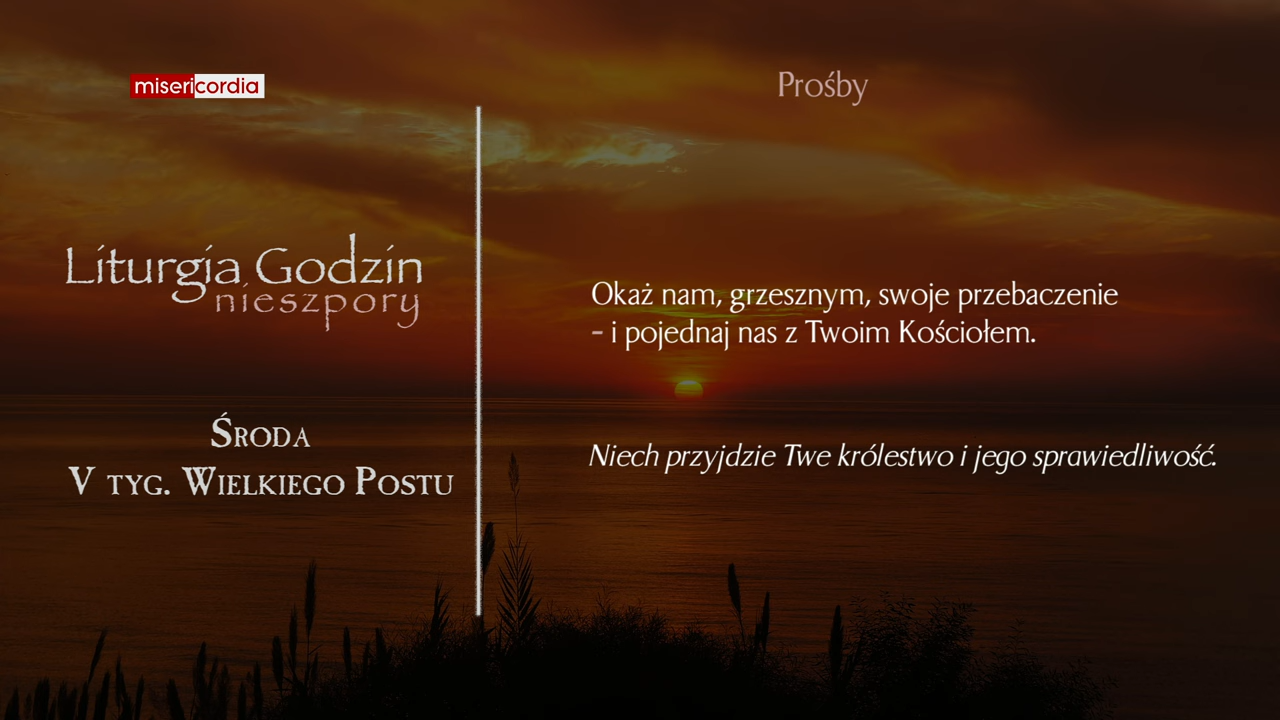 misericordia
Liturgia Godzin
nieszpory
Środa
V tyg. Wielkiego Postu
Prośby
Okaż nam, grzesznym, swoje przebaczenie
– i pojednaj nas z Twoim Kościołem.
Niech przyjdzie Twe królestwo i jego sprawiedliwość.